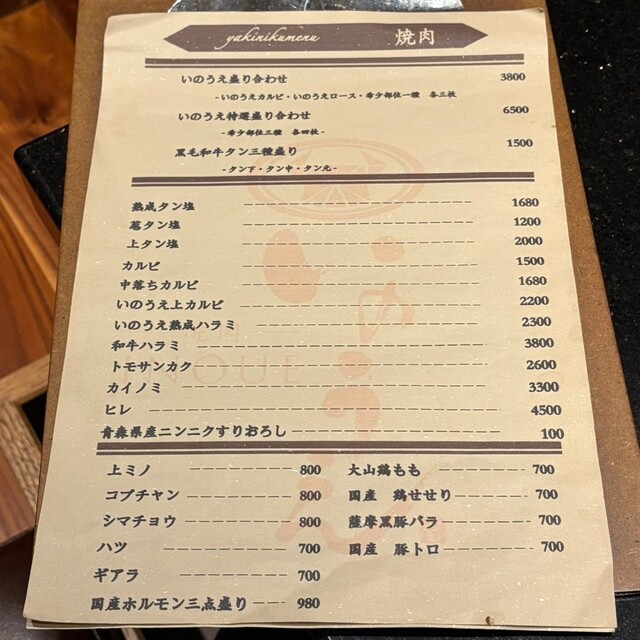 yakinikumenu 焼肉
いのうえ盛り合わせ 3800
-いのうえカルビ・いのうえロース・希少部位一種 各三枚
いのうえ特選盛り合わせ 6500
-希少部位三種 各四枚-
黒毛和牛タン三種盛り 1500
-タン下・タン中・タン元-
熟成タン塩 1680
葱タン塩 1200
上タン塩 2000
カルビ 1500
中落ちカルビ 1680
いのうえ上カルビ 2200
いのうえ熟成ハラミ 2300
和牛ハラミ 3800
トモサンカク 2600
カイノミ 3300
ヒレ 4500
青森県産ニンニクすりおろし 100
上ミノ 800 大山鶏もも 700
コブチャン 800 国産 鶏せせり 700
シマチョウ 800 薩摩黒豚バラ 700
ハツ 700 国産 豚トロ 700
ギアラ 700
国産ホルモン三点盛り 980
いのうえ
INOUE